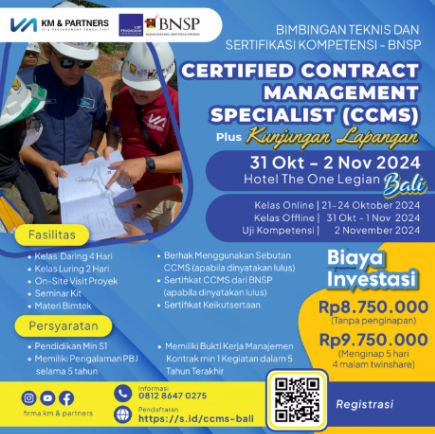 KM & PARTNERS
BNSP
BIMBINGAN TEKNIS DAN
SERTIFIKASI KOMPETENSI - BNSP
CERTIFIED CONTRACT
MANAGEMENT
SPECIALIST (CCMS)
Plus Kunjungan Lapangan
31 Okt - 2 Nov 2024
Hotel The One Legian
Bali
Kelas Online | 21-24 Oktober 2024
Kelas Offline | 31 Okt - 1 Nov 2024
Uji Kompetensi | 2 November 2024
Fasilitas
• Kelas Daring 4 Hari
• Kelas Luring 2 Hari
• On-Site Visit Proyek
• Seminar Kit
• Materi Bimtek
• Berhak Menggunakan Sebutan
CCMS (apabila dinyatakan lulus)
• Sertifikat CCMS dari BNSP
(apabila dinyatakan lulus)
• Sertifikat Keikutsertaan
Persyaratan
• Pendidikan Min S1
• Memiliki Pengalaman PBJ
selama 5 tahun
• Memiliki Bukti Kerja Manajemen
Kontrak min 1 Kegiatan dalam 5
Tahun Terakhir
Biaya
Investasi
Rp8.750.000
(Tanpa penginapan)
Rp9.750.000
(Menginap 5 hari
4 malam twinshare)
firma km & partners
Informasi
0812 8647 0275
Pendaftaran
https://s.id/ccms-bali
Registrasi